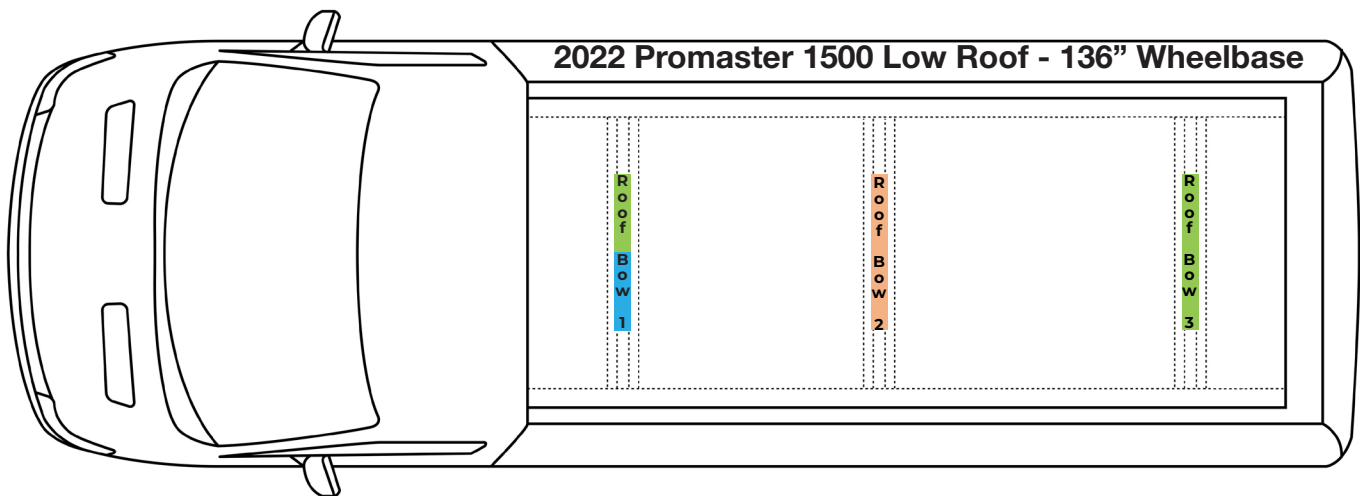 2022 Promaster 1500 Low Roof - 136” Wheelbase
Roof Bow 1
Roof Bow 2
Roof Bow 3